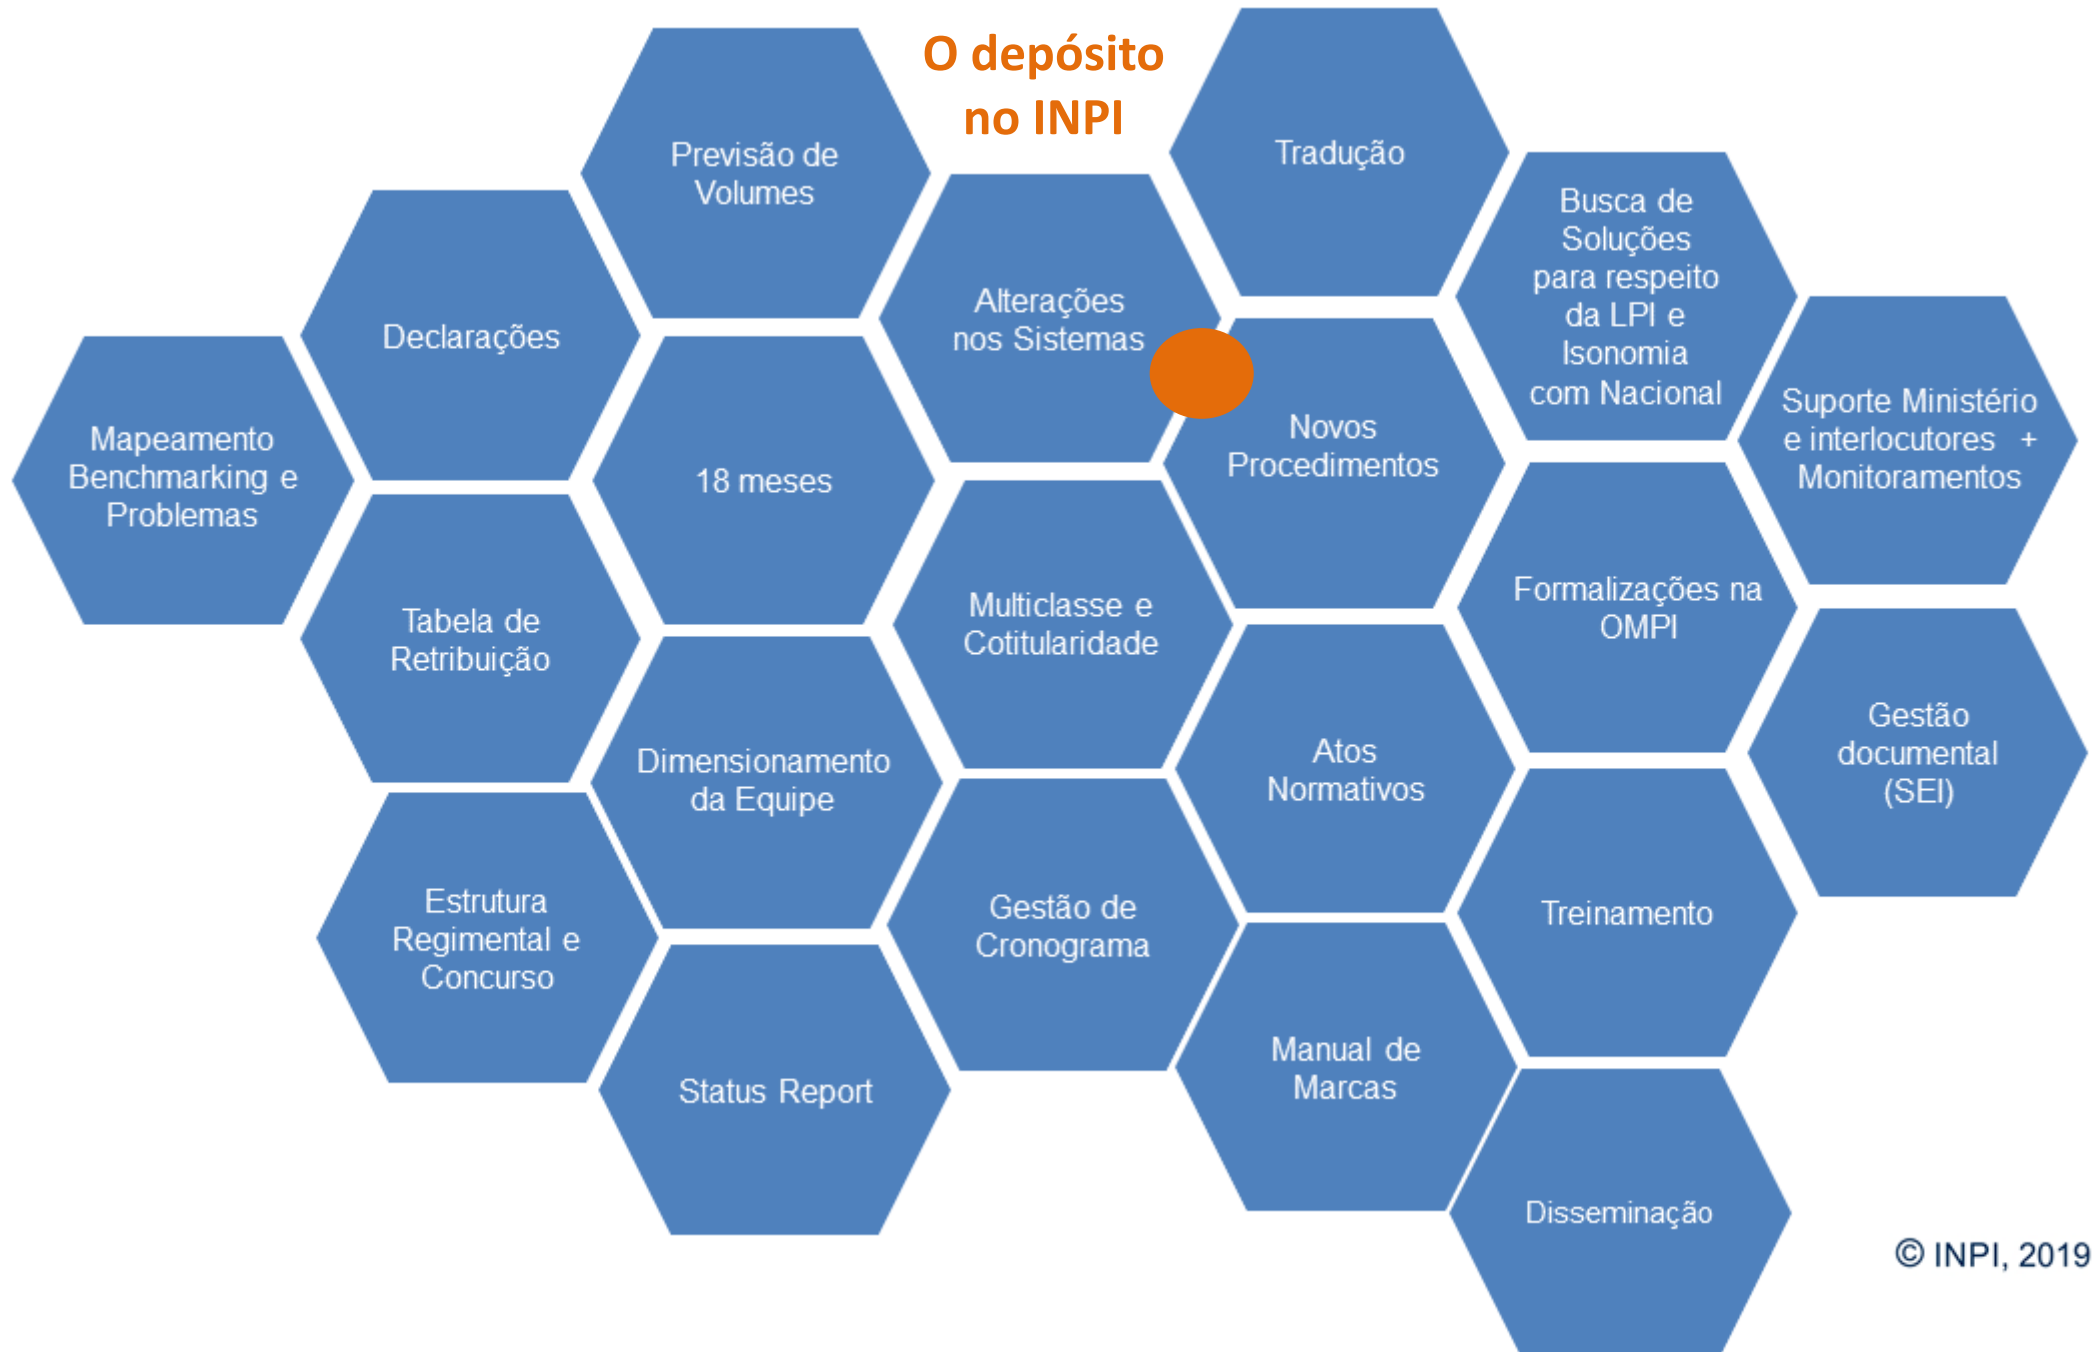 O depósito
no INPI
Previsão de
Volumes
Tradução
Busca de
Soluções
para respeito
da LPI e
Isonomia
com Nacional
Declarações
Alterações
nos Sistemas
Suporte Ministério
e interlocutores +
Monitoramentos
Mapeamento
Benchmarking e
Problemas
18 meses
Novos
Procedimentos
Tabela de
Retribuição
Multiclasse e
Cotitularidade
Formalizações na
OMPI
Dimensionamento
da Equipe
Atos
Normativos
Gestão
documental
(SEI)
Estrutura
Regimental e
Concurso
Gestão de
Cronograma
Treinamento
Status Report
Manual de
Marcas
Disseminação
© INPI, 2019